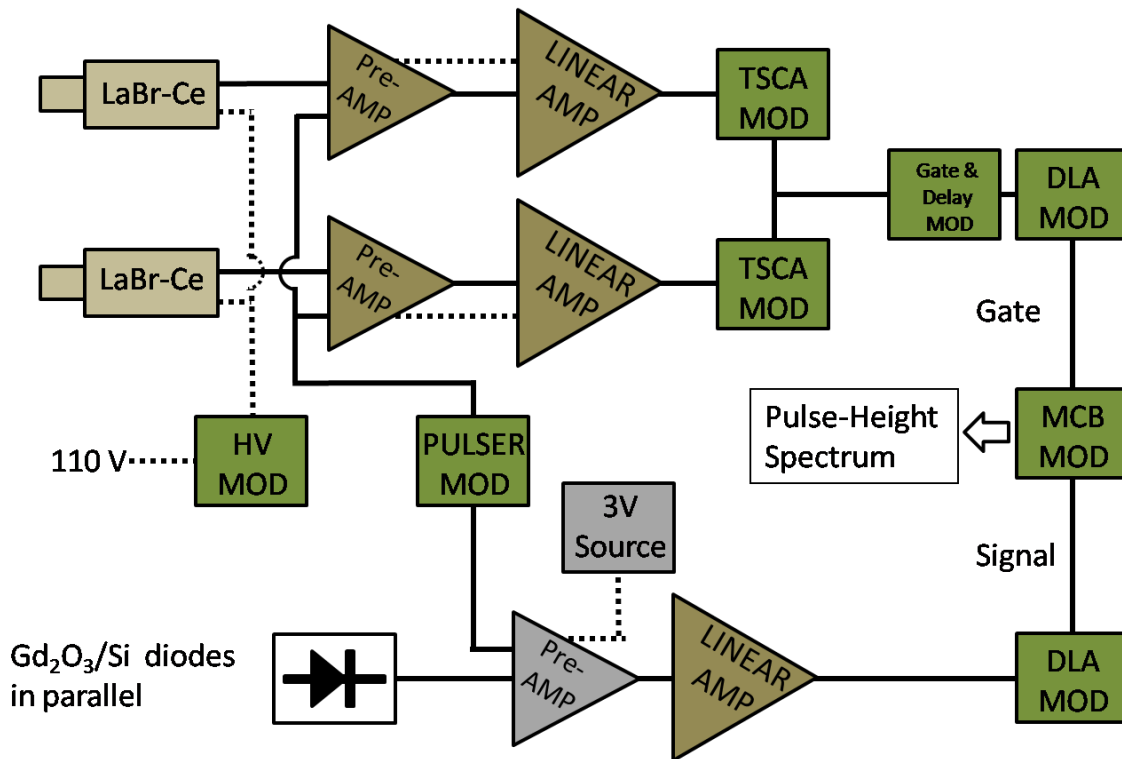 LaBr-Ce
Pre-
AMP
LINEAR
AMP
TSCA
MOD
Gate &
Delay
MOD
DLA
MOD
LaBr-Ce
Pre-
AMP
LINEAR
AMP
TSCA
MOD
Gate
110 V
HV
MOD
PULSER
MOD
Pulse-Height
Spectrum
MCB
MOD
3V
Source
Signal
Gd₂O₃/Si diodes
in parallel
Pre-
AMP
LINEAR
AMP
DLA
MOD